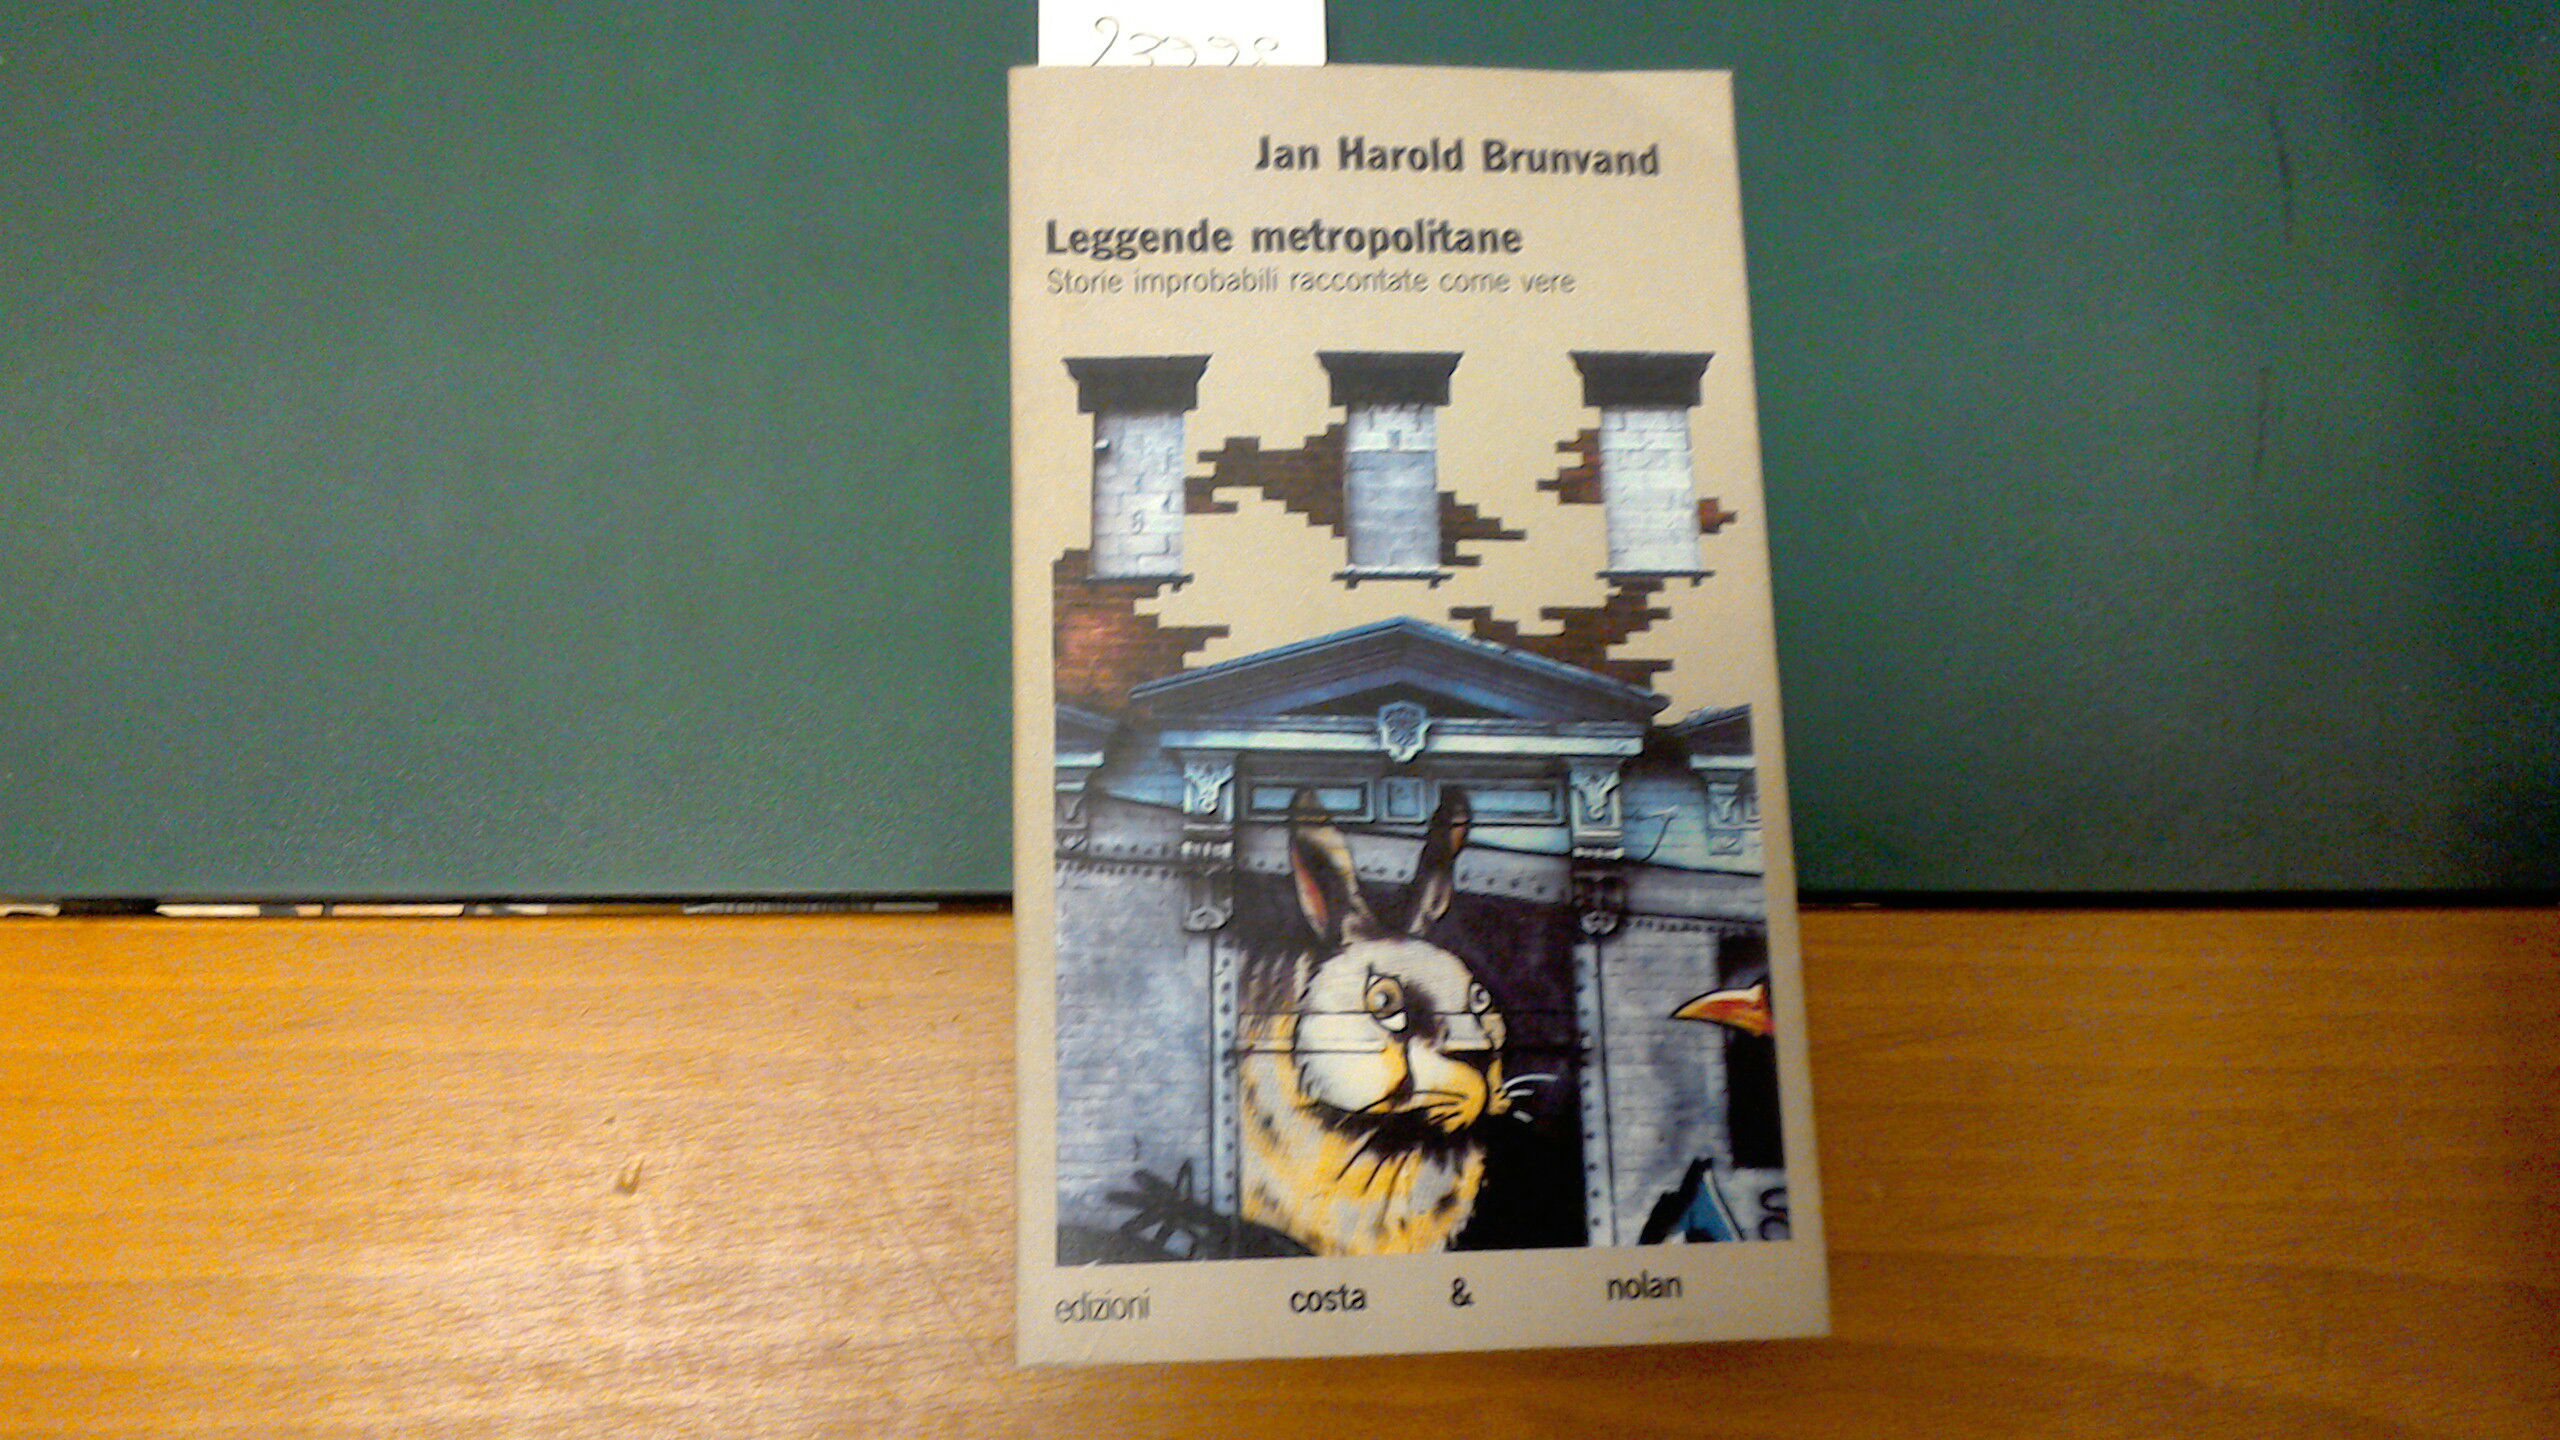 Jan Harold Brunvand
Leggende metropolitane
Storie improbabili raccontate come vere
edizioni costa & nolan